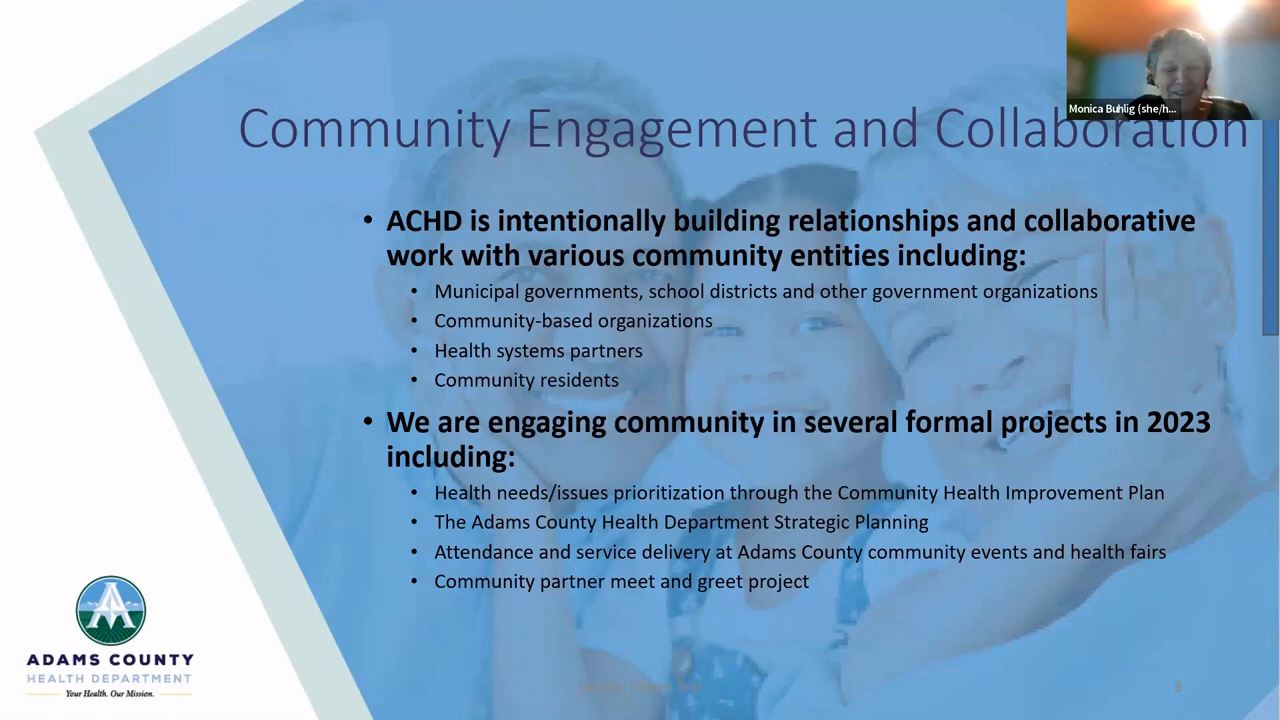 Monica Buhlig (she/h...
Community Engagement and Collaboration
• ACHD is intentionally building relationships and collaborative
work with various community entities including:
• Municipal governments, school districts and other government organizations
• Community-based organizations
• Health systems partners
• Community residents
• We are engaging community in several formal projects in 2023
including:
• Health needs/issues prioritization through the Community Health Improvement Plan
• The Adams County Health Department Strategic Planning
• Attendance and service delivery at Adams County community events and health fairs
• Community partner meet and greet project
ADAMS COUNTY
HEALTH DEPARTMENT
Your Health. Our Mission.
8